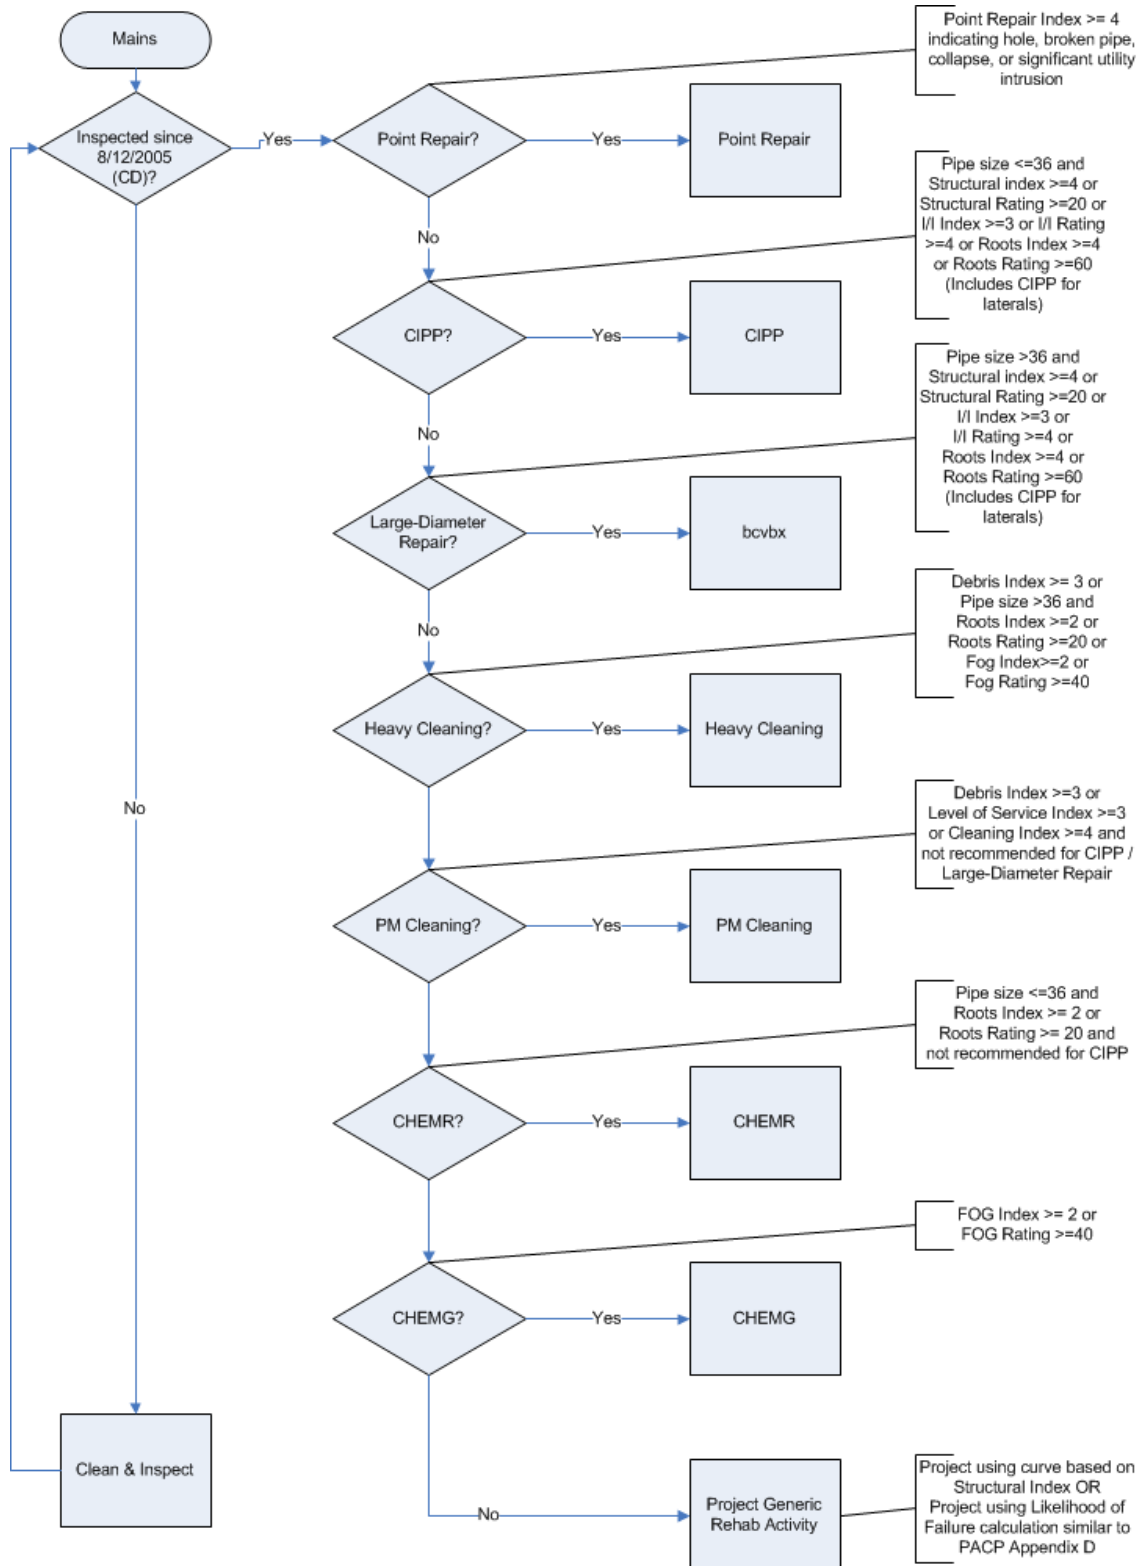 Mains
Inspected since
8/12/2005
(CD)?
Yes
Point Repair?
Yes
Point Repair
Point Repair Index >= 4
indicating hole, broken pipe,
collapse, or significant utility
intrusion
No
CIPP?
Yes
CIPP
Pipe size <=36 and
Structural index >=4 or
Structural Rating >=20 or
I/I Index >=3 or I/I Rating
>=4 or Roots Index >=4
or Roots Rating >=60
(Includes CIPP for
laterals)
No
Large-Diameter
Repair?
Yes
bcvbx
Pipe size >36 and
Structural index >=4 or
Structural Rating >=20 or
I/I Index >=3 or
I/I Rating >=4 or
Roots Index >=4 or
Roots Rating >=60
(Includes CIPP for
laterals)
No
Heavy Cleaning?
Yes
Heavy Cleaning
Debris Index >= 3 or
Pipe size >36 and
Roots Index >=2 or
Roots Rating >=20 or
Fog Index>=2 or
Fog Rating >=40
No
PM Cleaning?
Yes
PM Cleaning
Debris Index >=3 or
Level of Service Index >=3
or Cleaning Index >=4 and
not recommended for CIPP /
Large-Diameter Repair
CHEMR?
Yes
CHEMR
Pipe size <=36 and
Roots Index >= 2 or
Roots Rating >= 20 and
not recommended for CIPP
CHEMG?
Yes
CHEMG
FOG Index >= 2 or
FOG Rating >=40
Clean & Inspect
No
Project Generic
Rehab Activity
Project using curve based on
Structural Index OR
Project using Likelihood of
Failure calculation similar to
PACP Appendix D